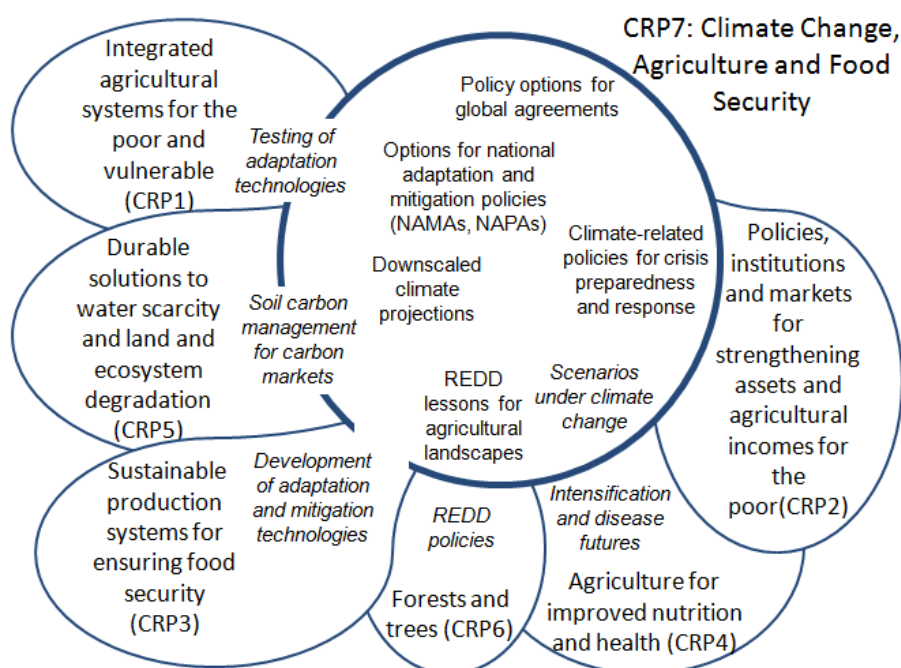 CRP7: Climate Change,
Agriculture and Food
Security
Integrated
agricultural
systems for the
poor and
vulnerable
(CRP1)
Testing of
adaptation
technologies
Policy options for
global agreements
Options for national
adaptation and
mitigation policies
(NAMAs, NAPAs)
Climate-related
policies for crisis
preparedness
and response
Downscaled
climate
projections
Durable
solutions to
water scarcity
and land and
ecosystem
degradation
(CRP5)
Soil carbon
management
for carbon
markets
Policies,
institutions
and markets
for
strengthening
assets and
agricultural
incomes for
the
poor(CRP2)
REDD
lessons for
agricultural
landscapes
Scenarios
under climate
change
Sustainable
production
systems for
ensuring food
security
(CRP3)
Development
of adaptation
and mitigation
technologies
REDD
policies
Forests and
trees (CRP6)
Intensification
and disease
futures
Agriculture for
improved nutrition
and health (CRP4)